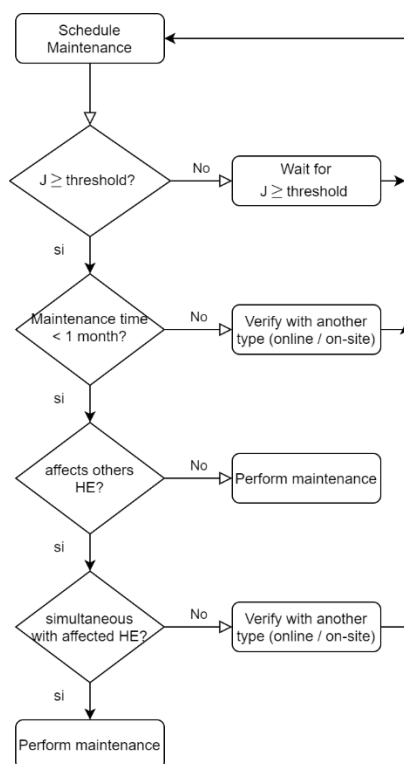 Schedule
Maintenance
J ≥ threshold?
No
Wait for
J ≥ threshold
si
Maintenance time
< 1 month?
No
Verify with another
type (online / on-site)
si
affects others
HE?
No
Perform maintenance
si
simultaneous
with affected HE?
No
Verify with another
type (online / on-site)
si
Perform maintenance